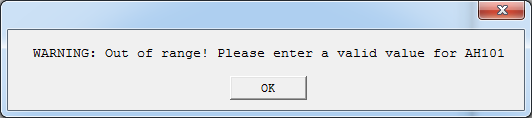 WARNING: Out of range! Please enter a valid value for AH101
OK